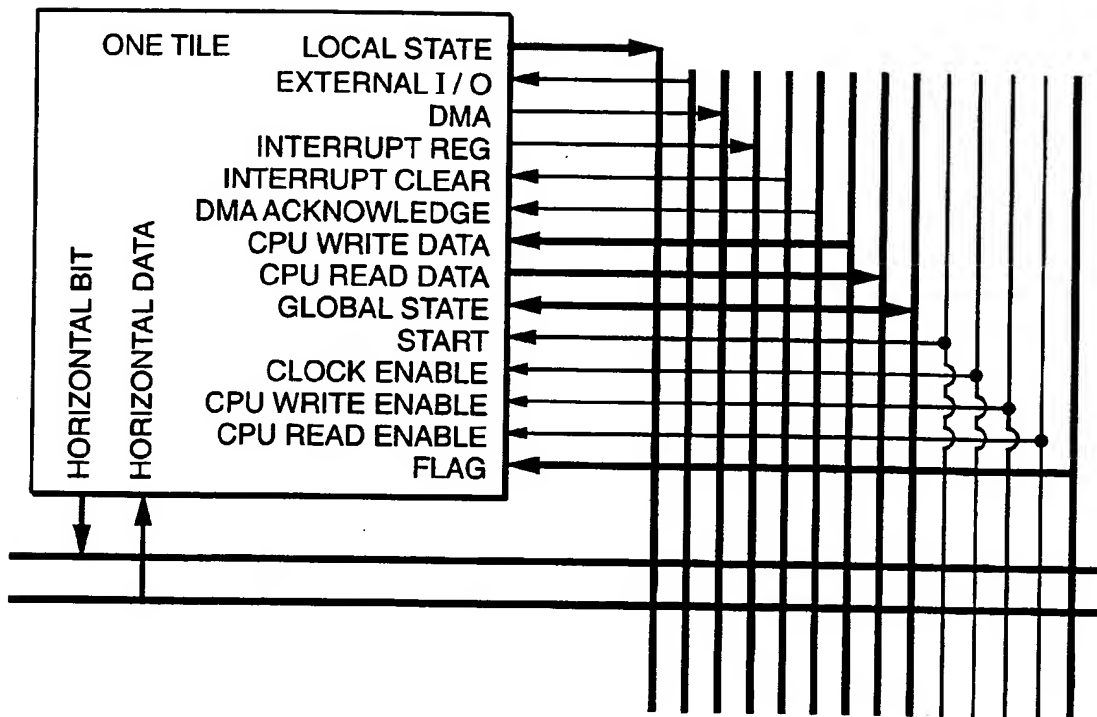 ONE TILE
LOCAL STATE
EXTERNAL I / O
DMA
INTERRUPT REG
INTERRUPT CLEAR
DMA ACKNOWLEDGE
CPU WRITE DATA
CPU READ DATA
GLOBAL STATE
START
CLOCK ENABLE
CPU WRITE ENABLE
CPU READ ENABLE
FLAG
HORIZONTAL BIT
HORIZONTAL DATA